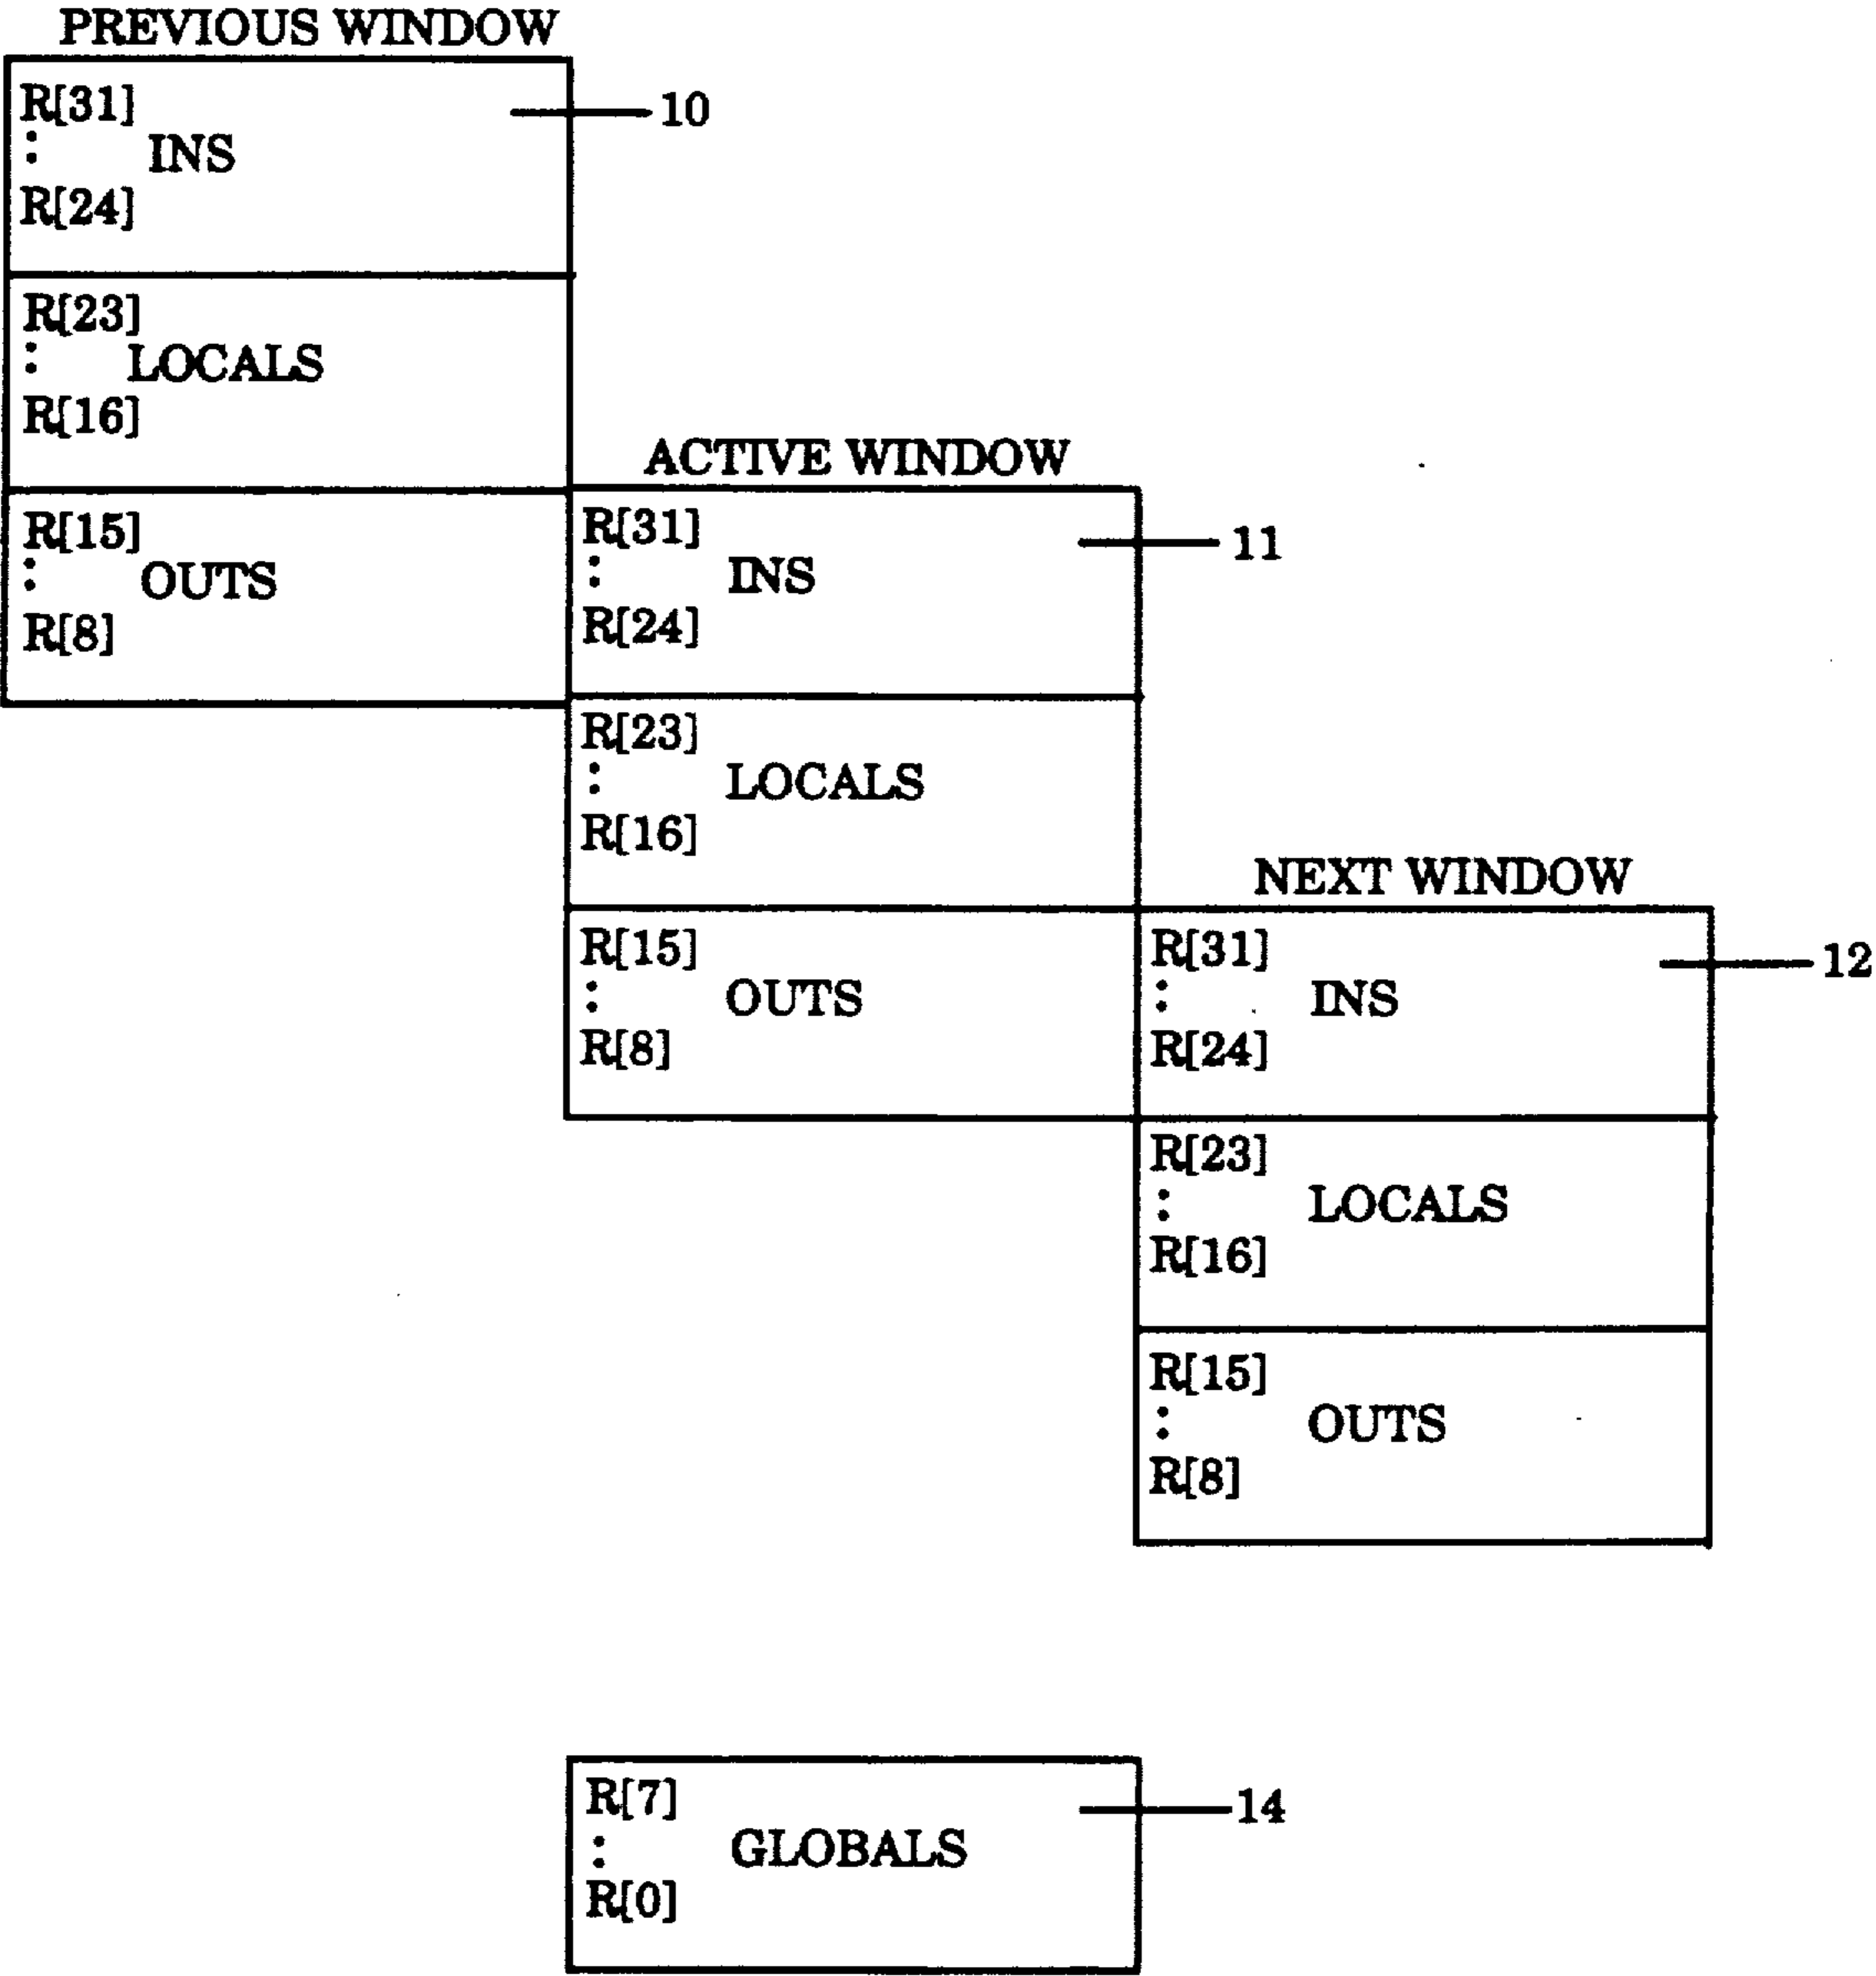 PREVIOUS WINDOW
R[31]
10
:
INS
R[24]
R[23]
:
LOCALS
R[16]
R[15]
:
OUTS
R[8]
ACTIVE WINDOW
R[31]
11
:
INS
R[24]
R[23]
:
LOCALS
R[16]
R[15]
:
OUTS
R[8]
NEXT WINDOW
R[31]
12
:
INS
R[24]
R[23]
:
LOCALS
R[16]
R[15]
:
OUTS
R[8]
R[7]
14
:
GLOBALS
R[0]